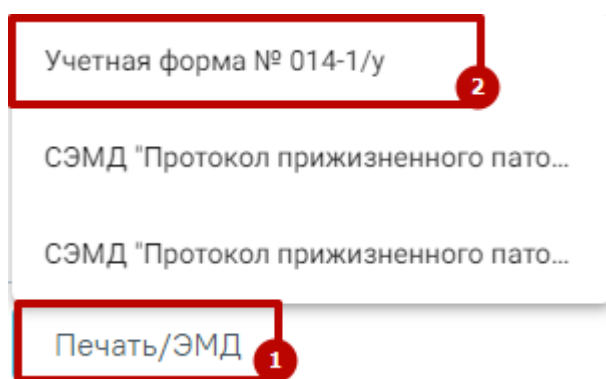 Учетная форма № 014-1/у
2
СЭМД "Протокол прижизненного пато...
СЭМД "Протокол прижизненного пато...
Печать/ЭМД
1